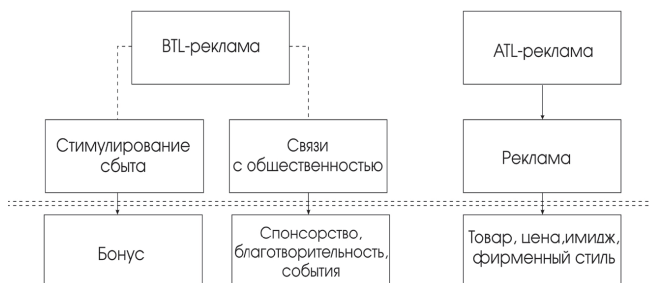 BTL-реклама
ATL-реклама
Стимулирование
сбыта
Связи
с общественностью
Реклама
Бонус
Спонсорство,
благотворительность,
события
Товар, цена,имидж,
фирменный стиль